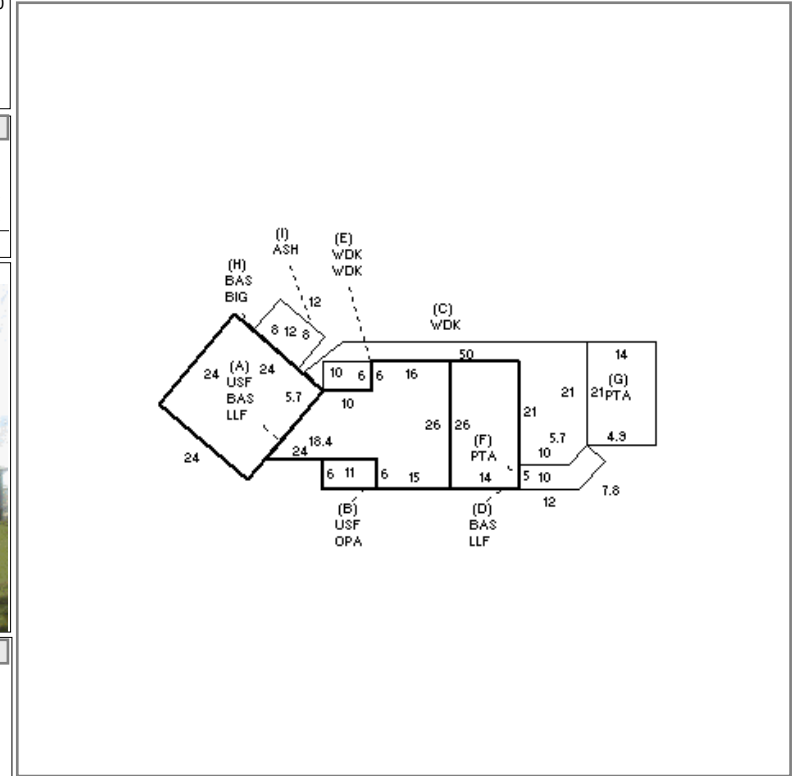 (I)
ASH
(E)
WDK
WDK
(H)
BAS
BIG
12
(C)
WDK
8 12 8
50
14
24
(A)
USF
BAS
LLF
24
10 6 6 16
(G)
PTA
21 21
5.7
10
21
26 26
(F)
PTA
18.4
24
5.7
4.9
10
24
6 11 6 15
14
5 10
7.8
12
(B)
USF
OPA
(D)
BAS
LLF